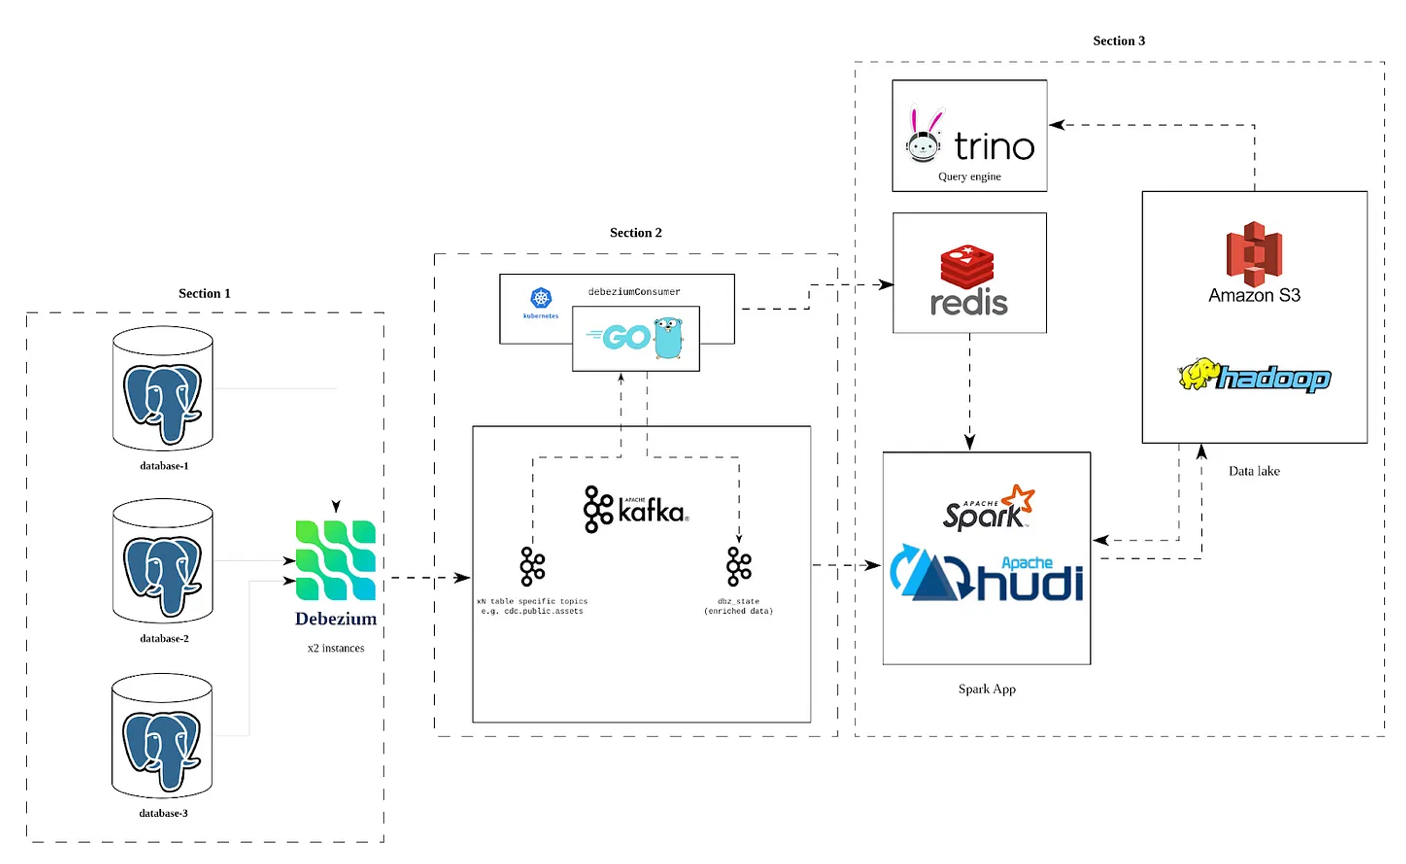 Section 1
database-1
database-2
database-3
Debezium
x2 instances
Section 2
kubernetes
debeziumConsumer
GO
APACHE
kafka®
xN table specific topics
e.g. cdc.public.assets
dbz_state
(enriched data)
Section 3
trino
Query engine
redis
APACHE
Spark™
Apache
hudi
Spark App
Amazon S3
hadoop
Data lake